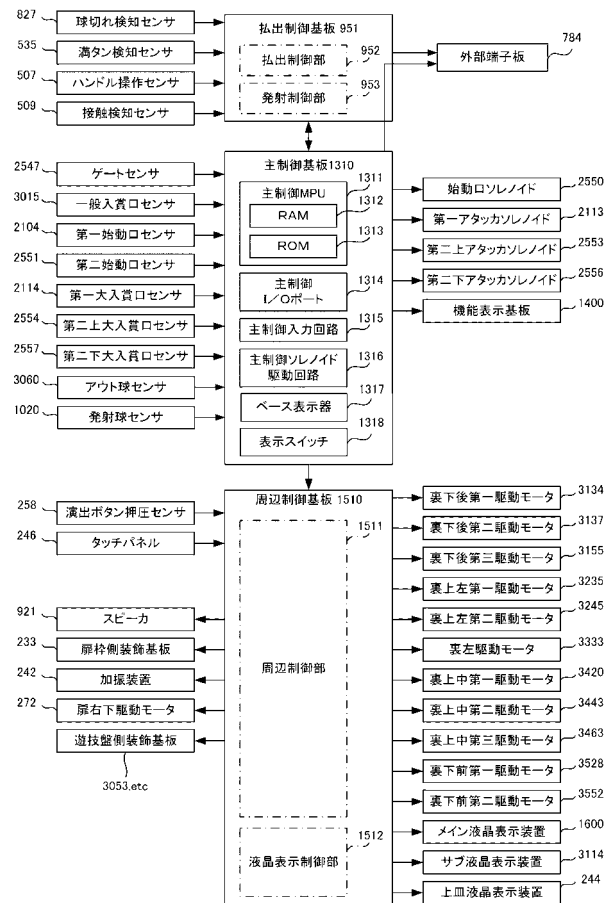 827 球切れ検知センサ
535 満タン検知センサ
507 ハンドル操作センサ
509 接触検知センサ
払出制御基板 951
払出制御部 952
発射制御部 953
外部端子板 784
2547 ゲートセンサ
3015 一般入賞口センサ
2104 第一始動口センサ
2551 第二始動口センサ
2114 第一大入賞口センサ
2554 第二上大入賞口センサ
2557 第二下大入賞口センサ
3060 アウト球センサ
1020 発射球センサ
主制御基板1310
主制御MPU 1311
RAM 1312
ROM 1313
主制御
I/Oポート 1314
主制御入力回路 1315
主制御ソレノイド
駆動回路 1316
ベース表示器 1317
表示スイッチ 1318
始動口ソレノイド 2550
第一アタッカソレノイド 2113
第二上アタッカソレノイド 2553
第二下アタッカソレノイド 2556
機能表示基板 1400
258 演出ボタン押圧センサ
246 タッチパネル
921 スピーカ
233 扉枠側装飾基板
242 加振装置
272 扉右下駆動モータ
遊技盤側装飾基板
3053,etc
周辺制御基板 1510
1511
周辺制御部
1512
液晶表示制御部
裏下後第一駆動モータ 3134
裏下後第二駆動モータ 3137
裏下後第三駆動モータ 3155
裏上左第一駆動モータ 3235
裏上左第二駆動モータ 3245
裏左駆動モータ 3333
裏上中第一駆動モータ 3420
裏上中第二駆動モータ 3443
裏上中第三駆動モータ 3463
裏下前第一駆動モータ 3528
裏下前第二駆動モータ 3552
メイン液晶表示装置 1600
サブ液晶表示装置 3114
上皿液晶表示装置 244